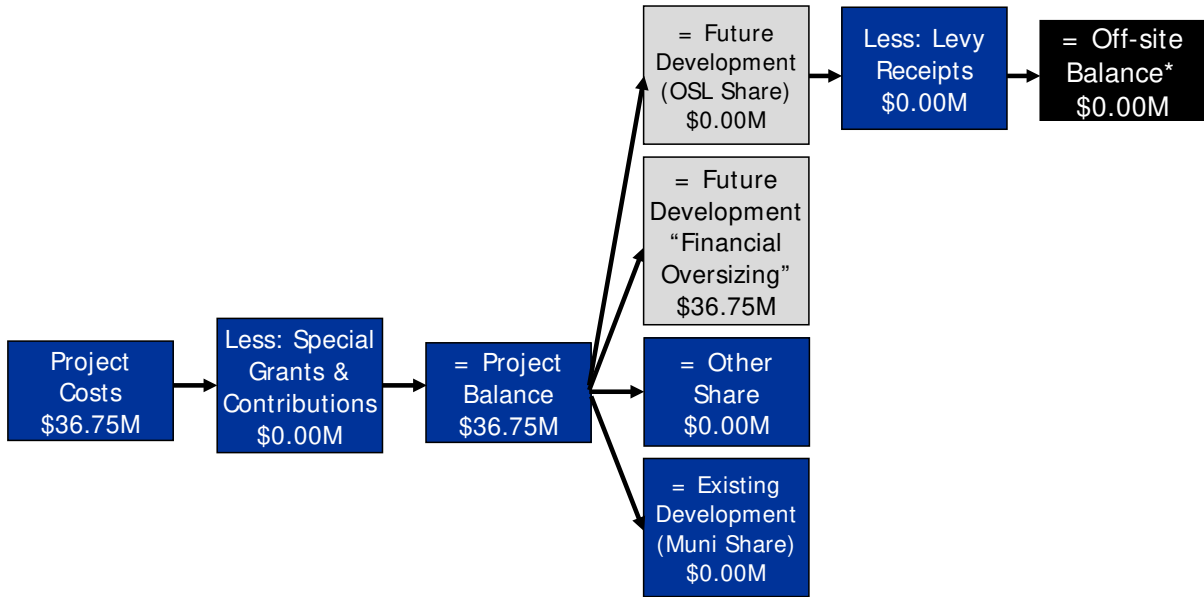 Project
Costs
$36.75M
Less: Special
Grants &
Contributions
$0.00M
= Project
Balance
$36.75M
= Future
Development
(OSL Share)
$0.00M
Less: Levy
Receipts
$0.00M
= Off-site
Balance*
$0.00M
= Future
Development
“Financial
Oversizing”
$36.75M
= Other
Share
$0.00M
= Existing
Development
(Muni Share)
$0.00M